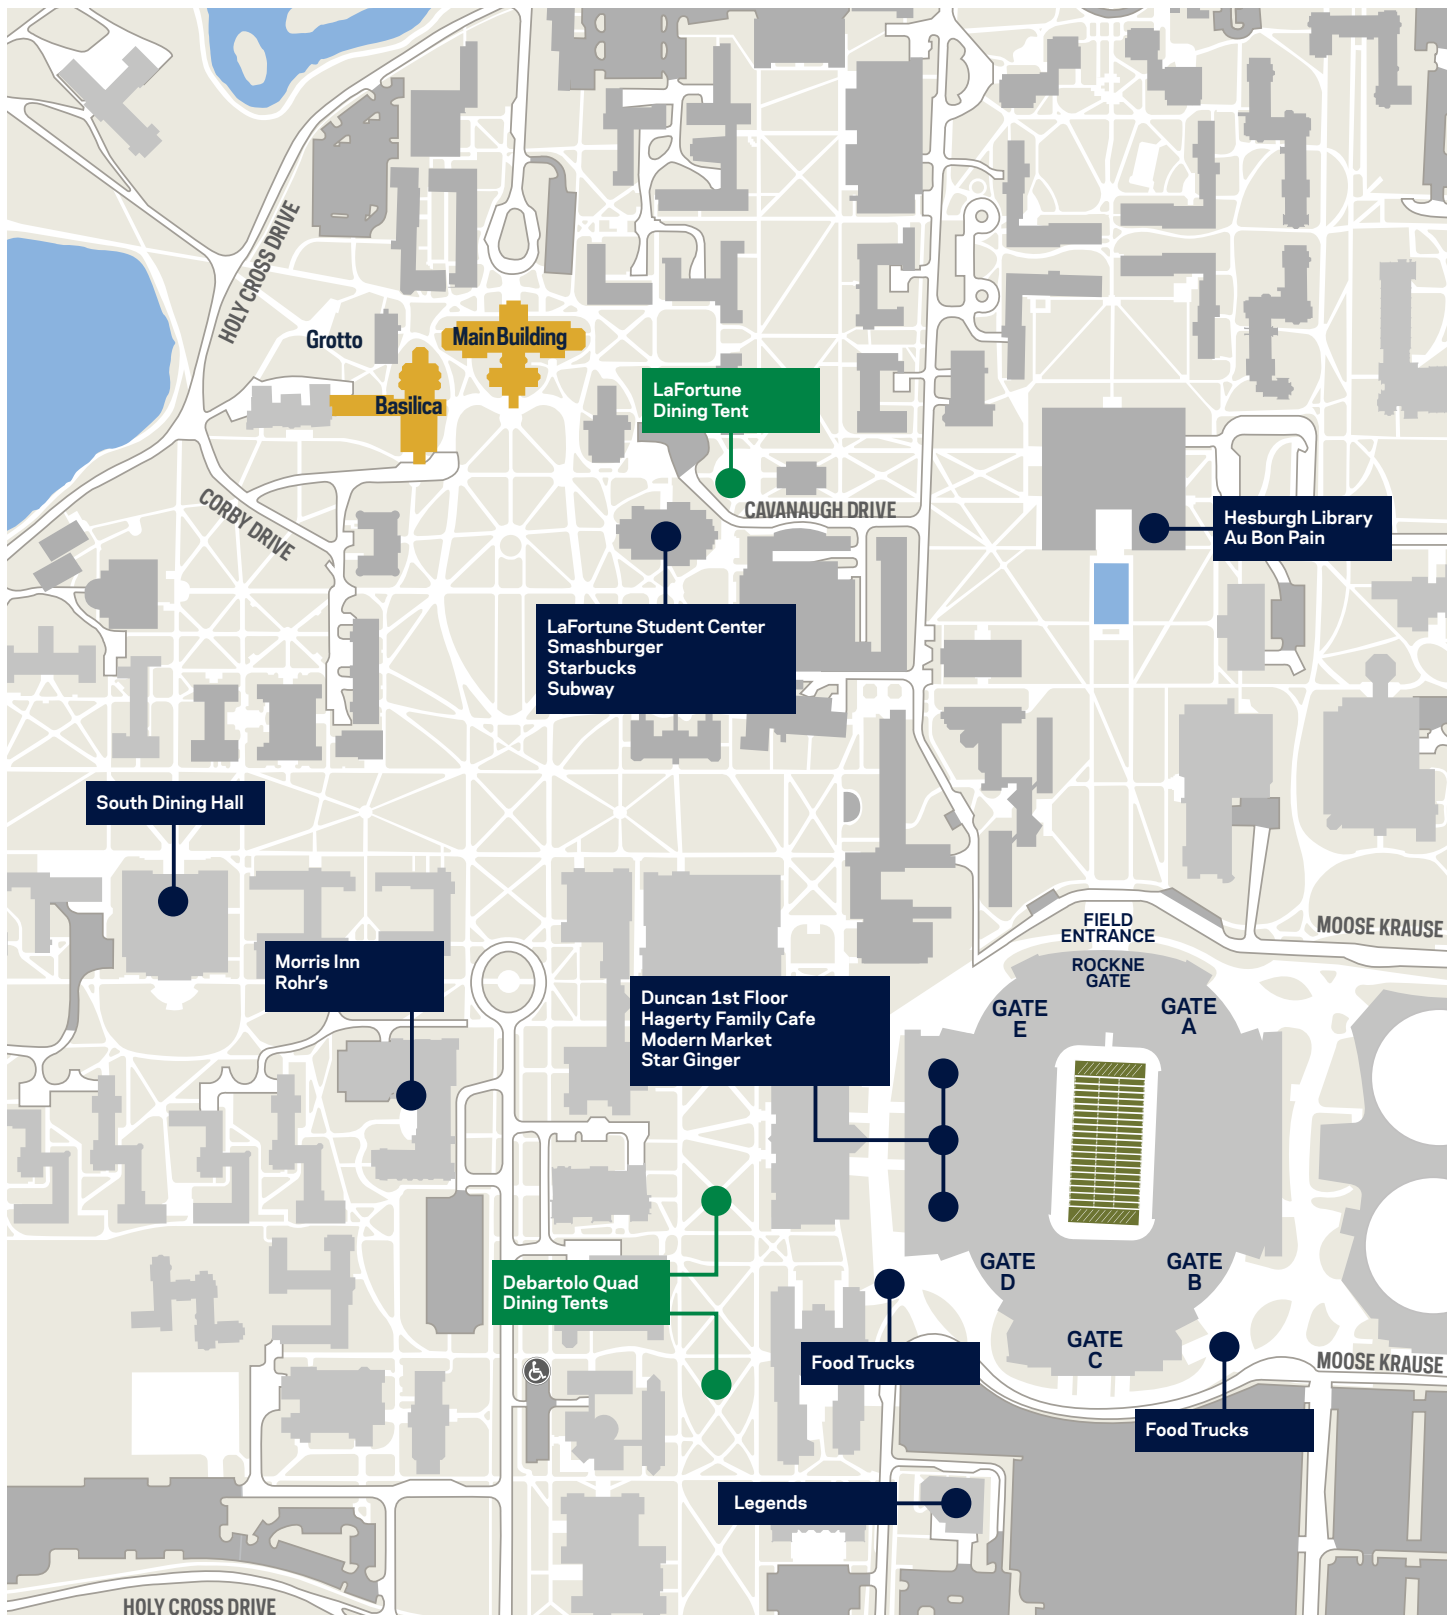 HOLY CROSS DRIVE
Grotto
Main Building
Basilica
LaFortune
Dining Tent
CORBY DRIVE
CAVANAUGH DRIVE
Hesburgh Library
Au Bon Pain
LaFortune Student Center
Smashburger
Starbucks
Subway
South Dining Hall
FIELD
ENTRANCE
MOOSE KRAUSE
Morris Inn
Rohr's
ROCKNE
GATE
Duncan 1st Floor
Hagerty Family Cafe
Modern Market
Star Ginger
GATE
E
GATE
A
GATE
D
GATE
B
Debartolo Quad
Dining Tents
GATE
C
Food Trucks
MOOSE KRAUSE
Food Trucks
Legends
HOLY CROSS DRIVE